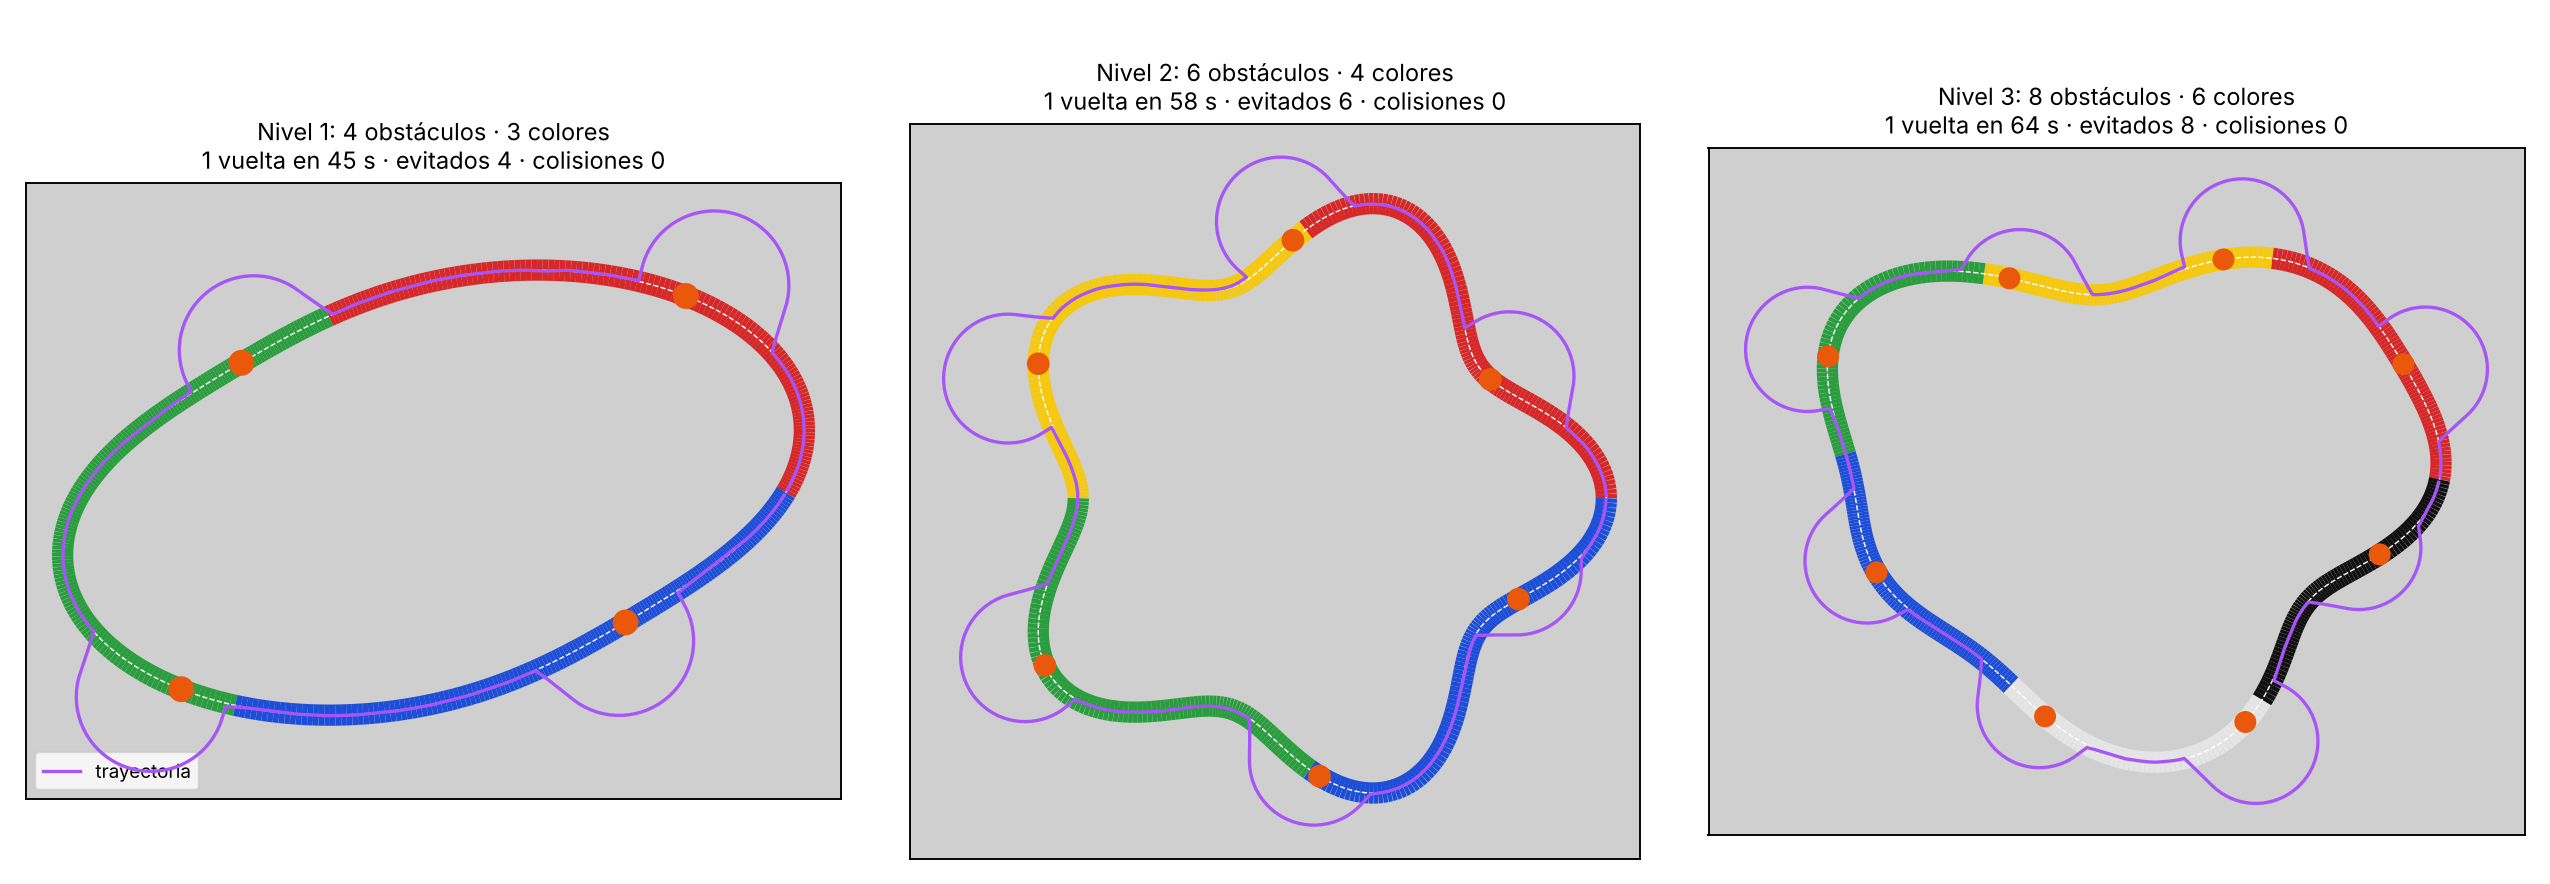 Nivel 1: 4 obstáculos · 3 colores
1 vuelta en 45 s · evitados 4 · colisiones 0
trayectoria
Nivel 2: 6 obstáculos · 4 colores
1 vuelta en 58 s · evitados 6 · colisiones 0
Nivel 3: 8 obstáculos · 6 colores
1 vuelta en 64 s · evitados 8 · colisiones 0